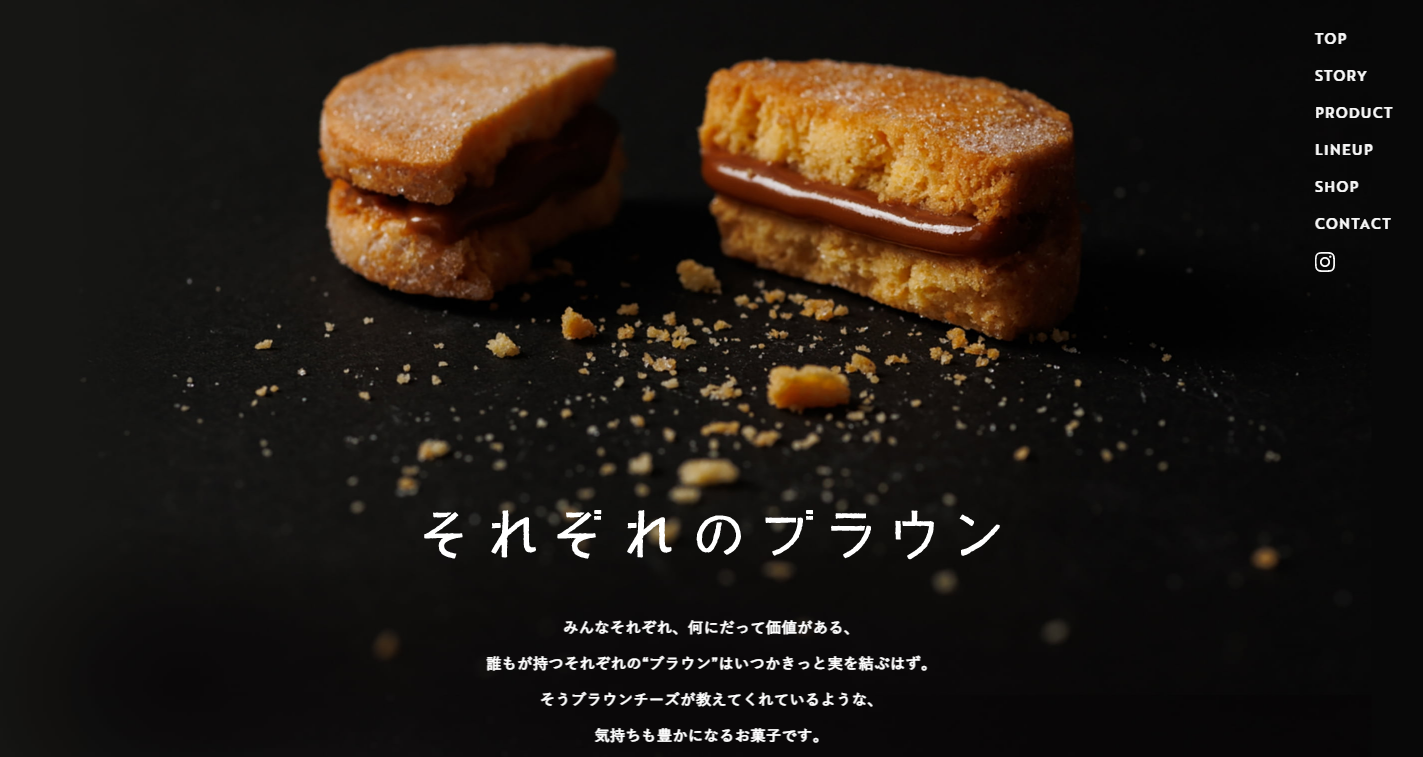 TOP
STORY
PRODUCT
LINEUP
SHOP
CONTACT
それぞれのブラウン
みんなそれぞれ、何にだって価値がある、
誰もが持つそれぞれの“ブラウン”はいつかきっと実を結ぶはず。
そうブラウンチーズが教えてくれているような、
気持ちも豊かになるお菓子です。